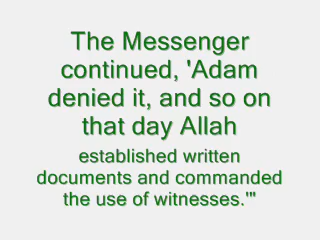 The Messenger
continued, 'Adam
denied it, and so on
that day Allah
established written
documents and commanded
the use of witnesses.'"